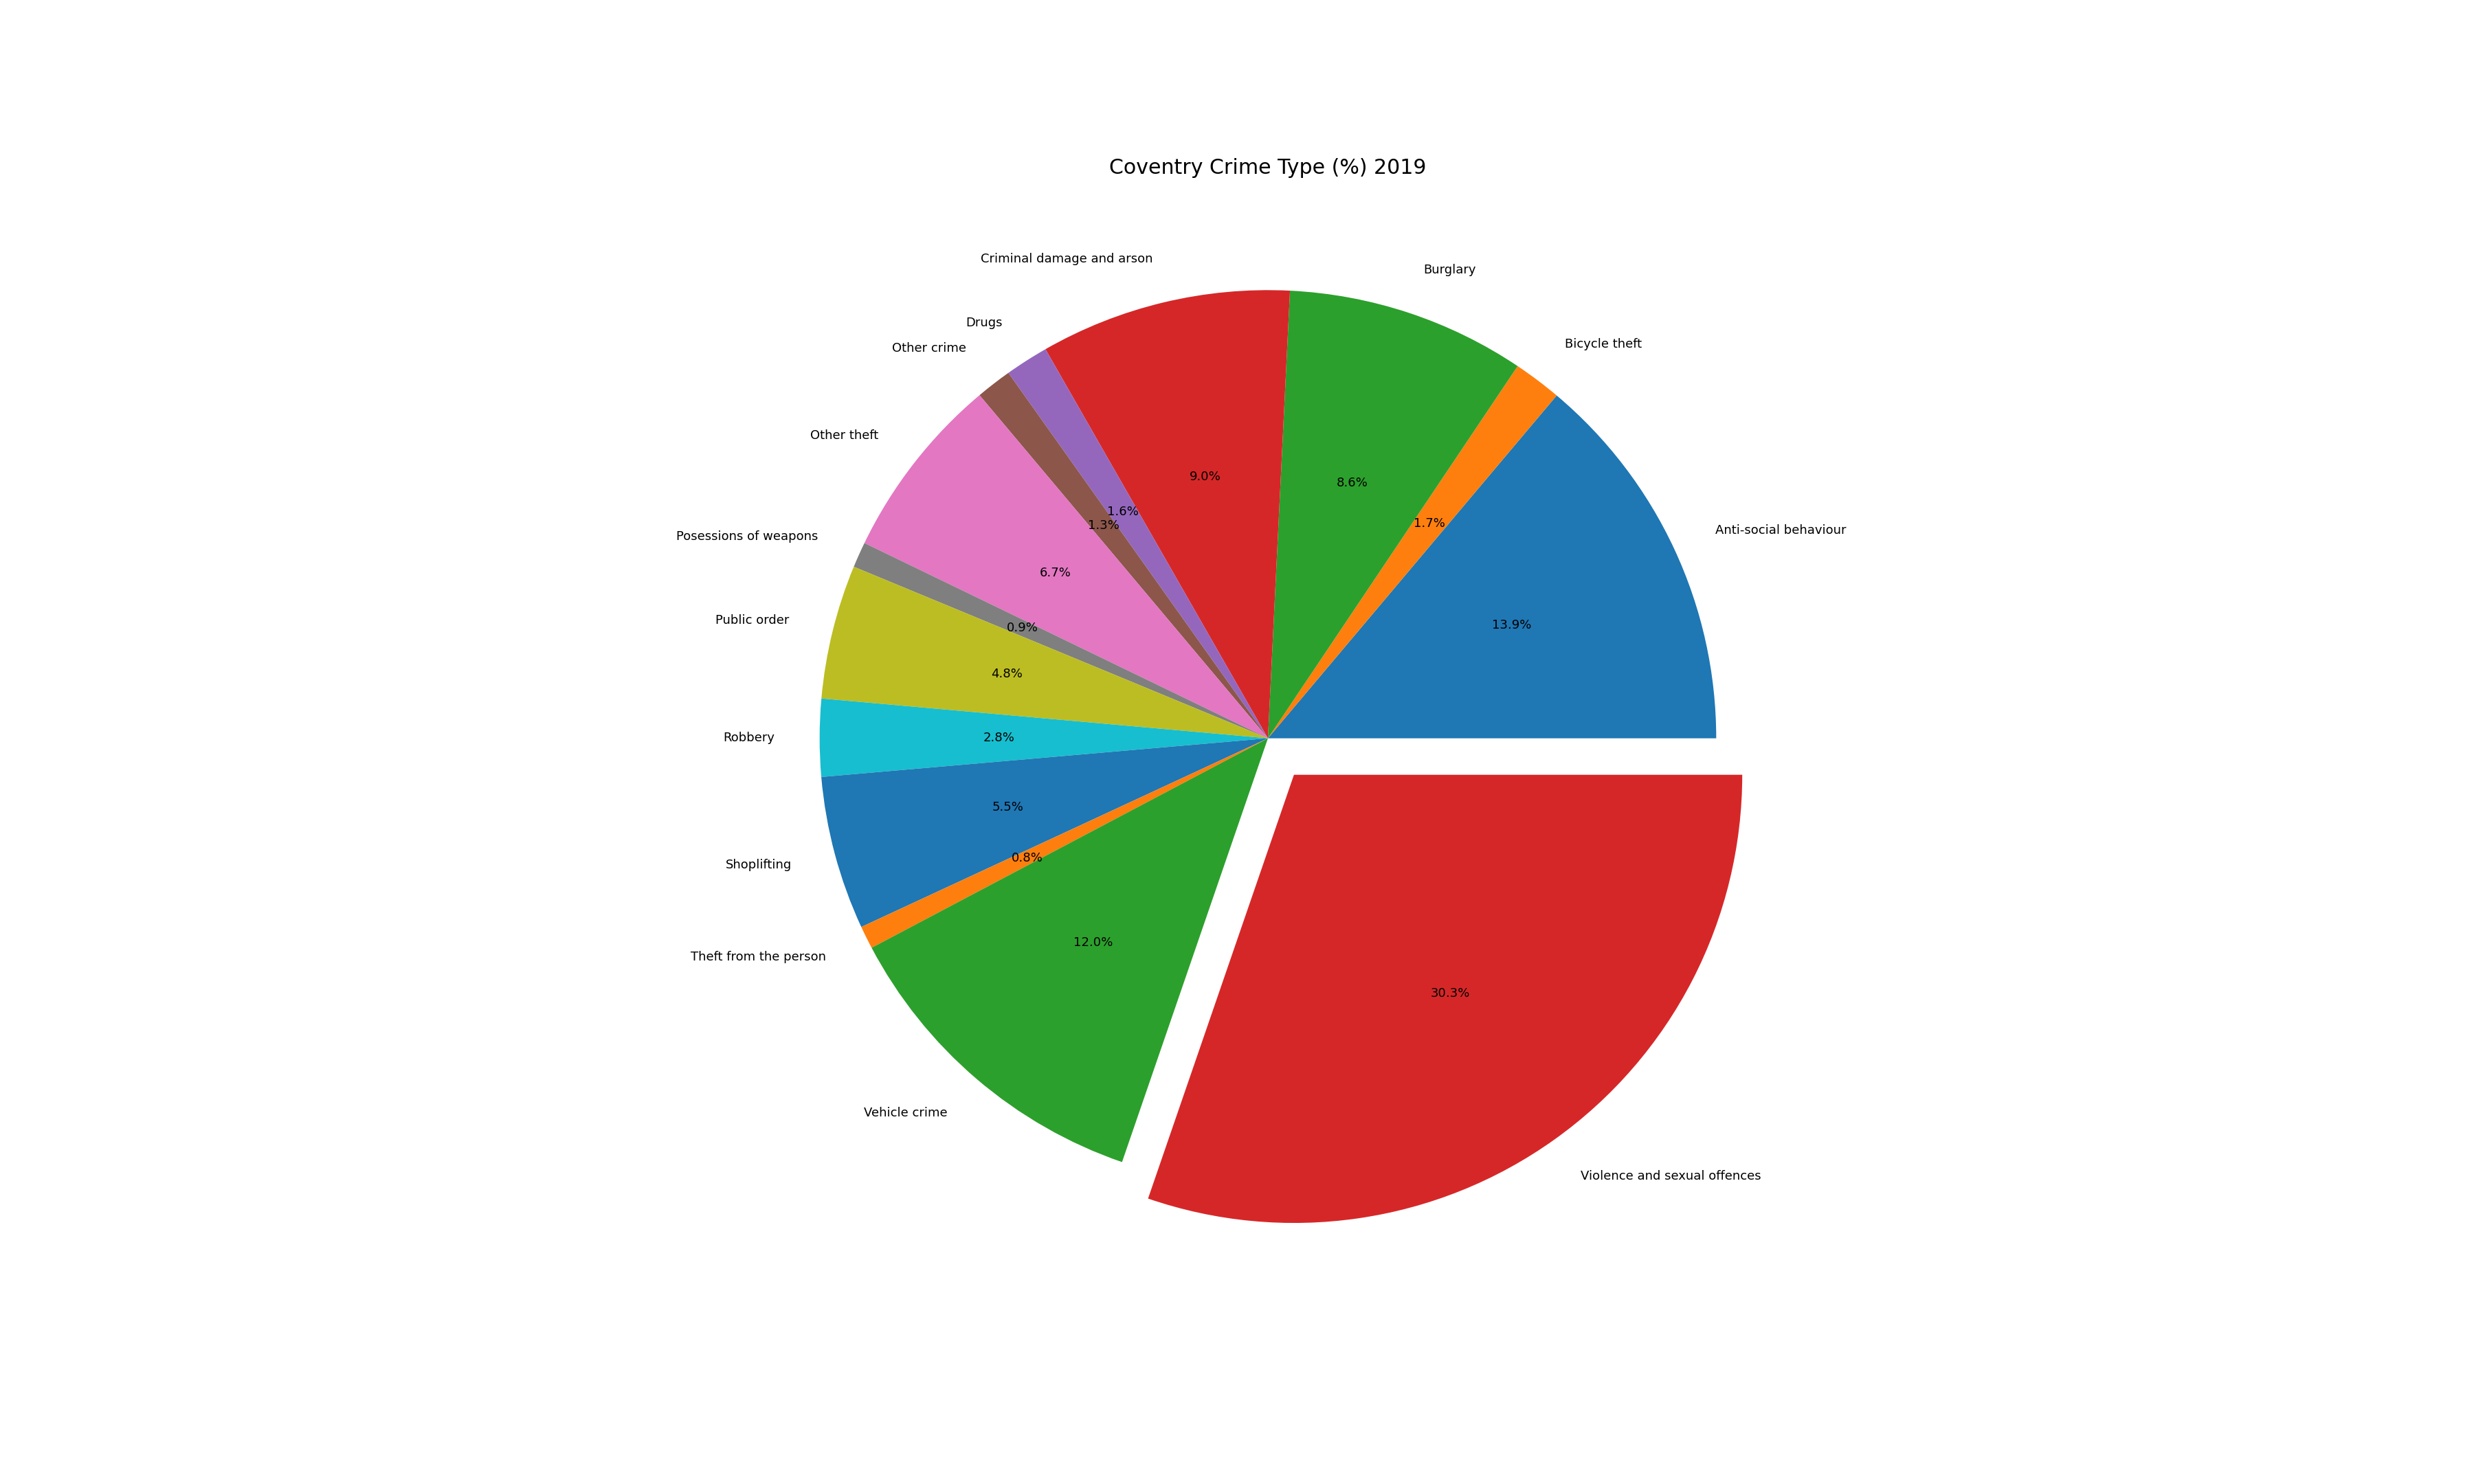 Coventry Crime Type (%) 2019
Criminal damage and arson
Burglary
Drugs
Bicycle theft
Other crime
Other theft
9.0%
8.6%
1.6%
1.7%
1.3%
Anti-social behaviour
Posessions of weapons
6.7%
Public order
0.9%
13.9%
4.8%
Robbery
2.8%
5.5%
Shoplifting
0.8%
Theft from the person
12.0%
30.3%
Vehicle crime
Violence and sexual offences